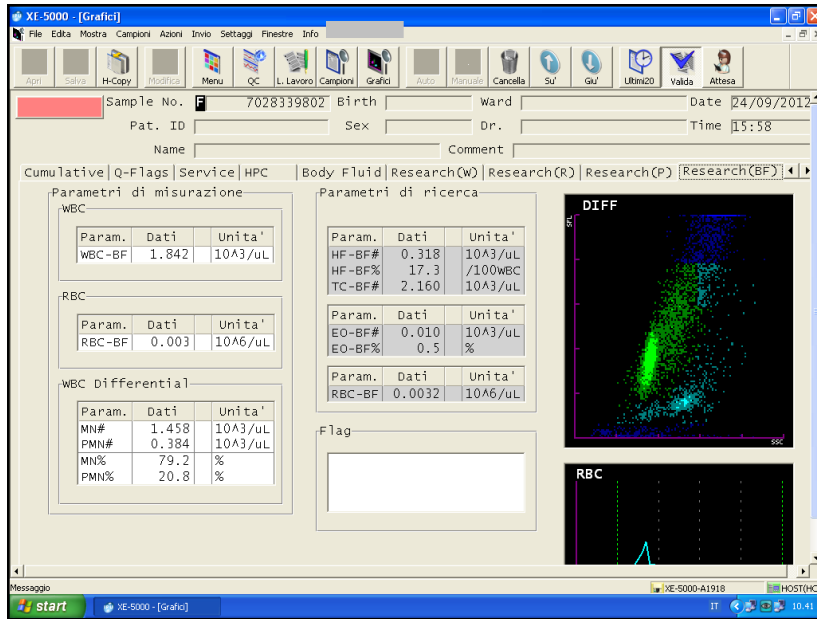 XE-5000 - [Grafici]
File Edita Mostra Campioni Azioni Invio Settaggi Finestre Info
Apri Salva H-Copy Modifica Menu QC L. Lavoro Campioni Grafici Auto Manuale Cancella Su' Giu' Ultimi20 Valida Attesa
Sample No. F 7028339802 Birth Ward Date 24/09/2012
Pat. ID Sex Dr. Time 15:58
Name Comment
Cumulative Q-Flags Service HPC Body Fluid Research(W) Research(R) Research(P) Research(BF)
Parametri di misurazione
WBC
Param. Dati Unita'
WBC-BF 1.842 10^3/uL
RBC
Param. Dati Unita'
RBC-BF 0.003 10^6/uL
WBC Differential
Param. Dati Unita'
MN# 1.458 10^3/uL
PMN# 0.384 10^3/uL
MN% 79.2 %
PMN% 20.8 %
Parametri di ricerca
Param. Dati Unita'
HF-BF# 0.318 10^3/uL
HF-BF% 17.3 /100WBC
TC-BF# 2.160 10^3/uL
Param. Dati Unita'
EO-BF# 0.010 10^3/uL
EO-BF% 0.5 %
Param. Dati Unita'
RBC-BF 0.0032 10^6/uL
Flag
DIFF
SFL
SSC
RBC
Messaggio
XE-5000-A1918 HOST(HC
start XE-5000 - [Grafici] IT 10.41